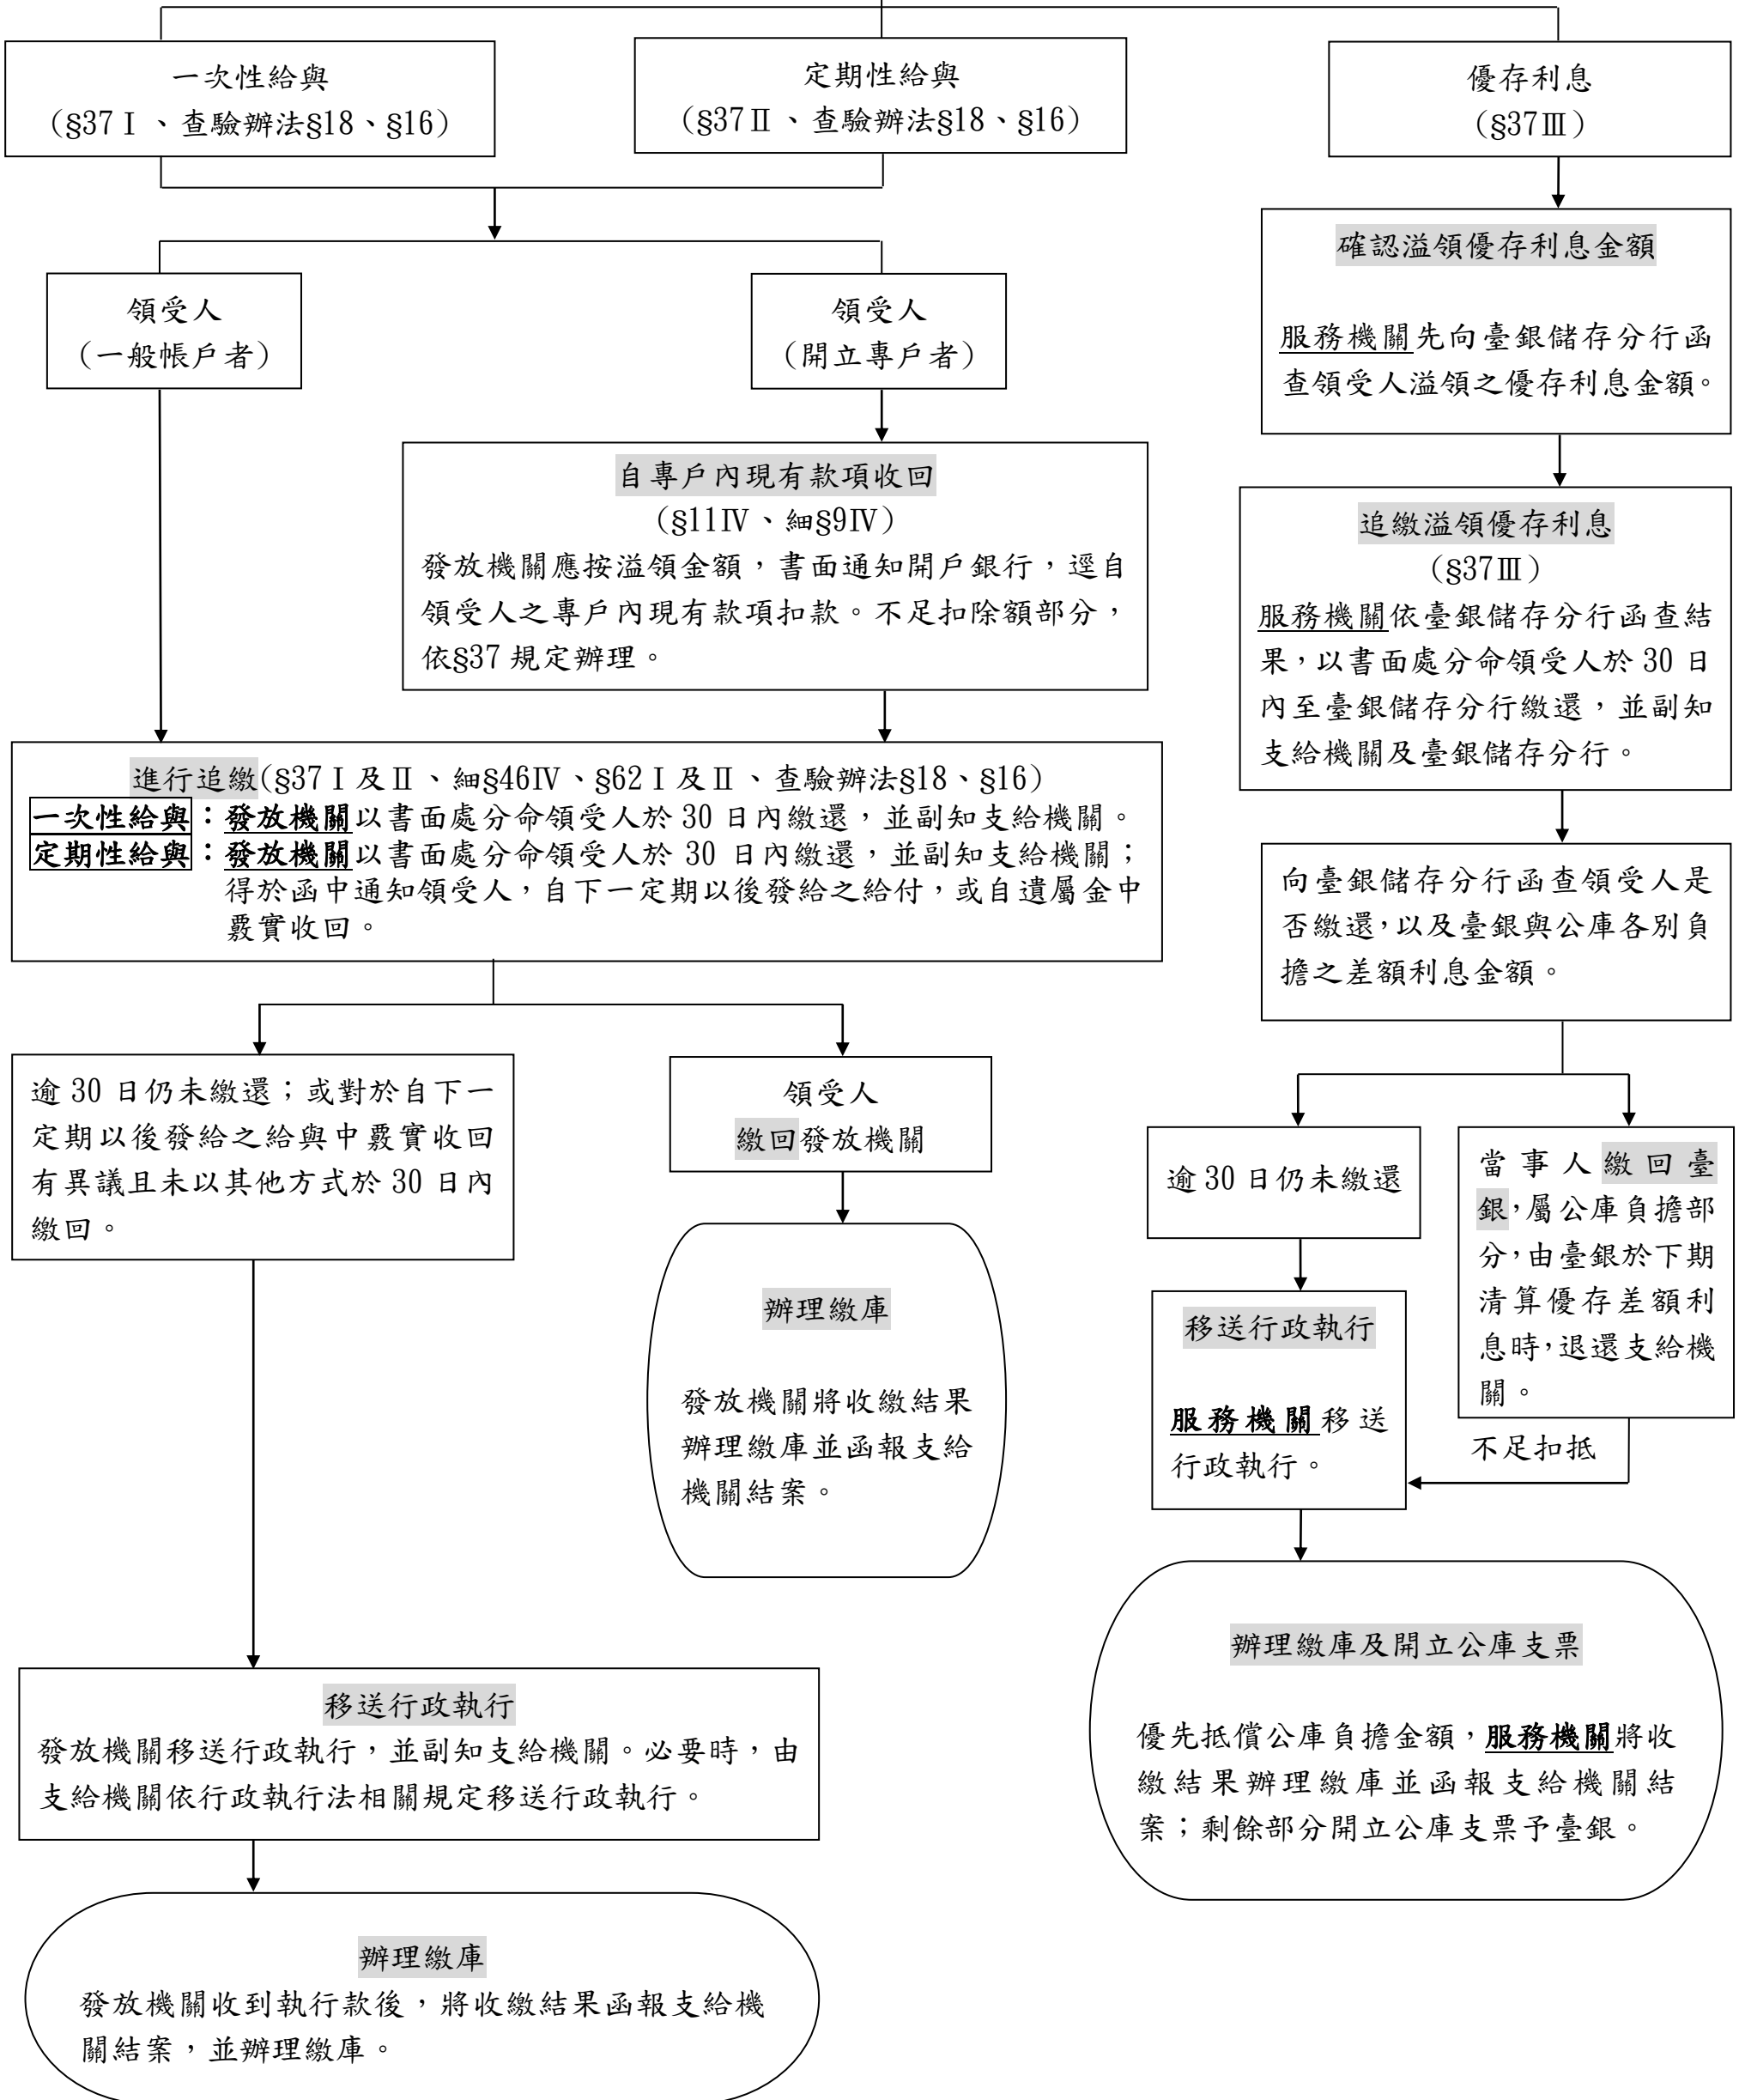 一次性給與
（§37Ⅰ、查驗辦法§18、§16）
定期性給與
（§37Ⅱ、查驗辦法§18、§16）
優存利息
（§37Ⅲ）
領受人
（一般帳戶者）
領受人
（開立專戶者）
自專戶內現有款項收回
（§11Ⅳ、細§9Ⅳ）
發放機關應按溢領金額，書面通知開戶銀行，逕自
領受人之專戶內現有款項扣款。不足扣除額部分，
依§37 規定辦理。
確認溢領優存利息金額
服務機關先向臺銀儲存分行函
查領受人溢領之優存利息金額。
追繳溢領優存利息
（§37Ⅲ）
服務機關依臺銀儲存分行函查結
果，以書面處分命領受人於 30 日
內至臺銀儲存分行繳還，並副知
支給機關及臺銀儲存分行。
進行追繳(§37Ⅰ及Ⅱ、細§46Ⅳ、§62Ⅰ及Ⅱ、查驗辦法§18、§16)
一次性給與：發放機關以書面處分命領受人於 30 日內繳還，並副知支給機關。
定期性給與：發放機關以書面處分命領受人於 30 日內繳還，並副知支給機關；
得於函中通知領受人，自下一定期以後發給之給付，或自遺屬金中
覈實收回。
向臺銀儲存分行函查領受人是
否繳還，以及臺銀與公庫各別負
擔之差額利息金額。
逾 30 日仍未繳還；或對於自下一
定期以後發給之給與中覈實收回
有異議且未以其他方式於 30 日內
繳回。
領受人
繳回發放機關
辦理繳庫
發放機關將收繳結果
辦理繳庫並函報支給
機關結案。
逾 30 日仍未繳還
當事人繳回臺
銀，屬公庫負擔部
分，由臺銀於下期
清算優存差額利
息時，退還支給機
關。
不足扣抵
移送行政執行
服務機關移送
行政執行。
辦理繳庫及開立公庫支票
優先抵償公庫負擔金額，服務機關將收
繳結果辦理繳庫並函報支給機關結
案；剩餘部分開立公庫支票予臺銀。
移送行政執行
發放機關移送行政執行，並副知支給機關。必要時，由
支給機關依行政執行法相關規定移送行政執行。
辦理繳庫
發放機關收到執行款後，將收繳結果函報支給機
關結案，並辦理繳庫。